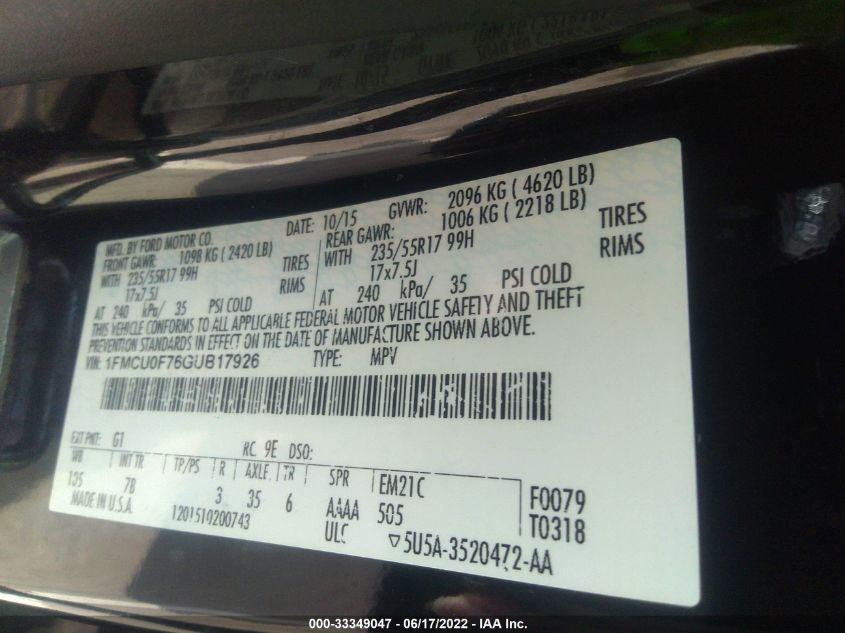 MFD. BY FORD MOTOR CO. DATE: 10/15 GVWR: 2096 KG ( 4620 LB)
FRONT GAWR: 1098 KG ( 2420 LB) REAR GAWR: 1006 KG ( 2218 LB)
WITH 235/55R17 99H TIRES WITH 235/55R17 99H TIRES
17x7.5J RIMS 17x7.5J RIMS
AT 240 kPa/ 35 PSI COLD AT 240 kPa/ 35 PSI COLD
THIS VEHICLE CONFORMS TO ALL APPLICABLE FEDERAL MOTOR VEHICLE SAFETY AND THEFT
PREVENTION STANDARDS IN EFFECT ON THE DATE OF MANUFACTURE SHOWN ABOVE.
VIN: 1FMCU0F76GUB17926 TYPE: MPV
EXT PNT: G1 RC: 9E DSO:
WB INT TR TP/PS R AXLE TR SPR EM21C F0079
105 7B 3 35 6 AAAA 505 T0318
MADE IN U.S.A. 1201510200743 ULC ▽5U5A-3520472-AA
000-33349047 - 06/17/2022 - IAA Inc.